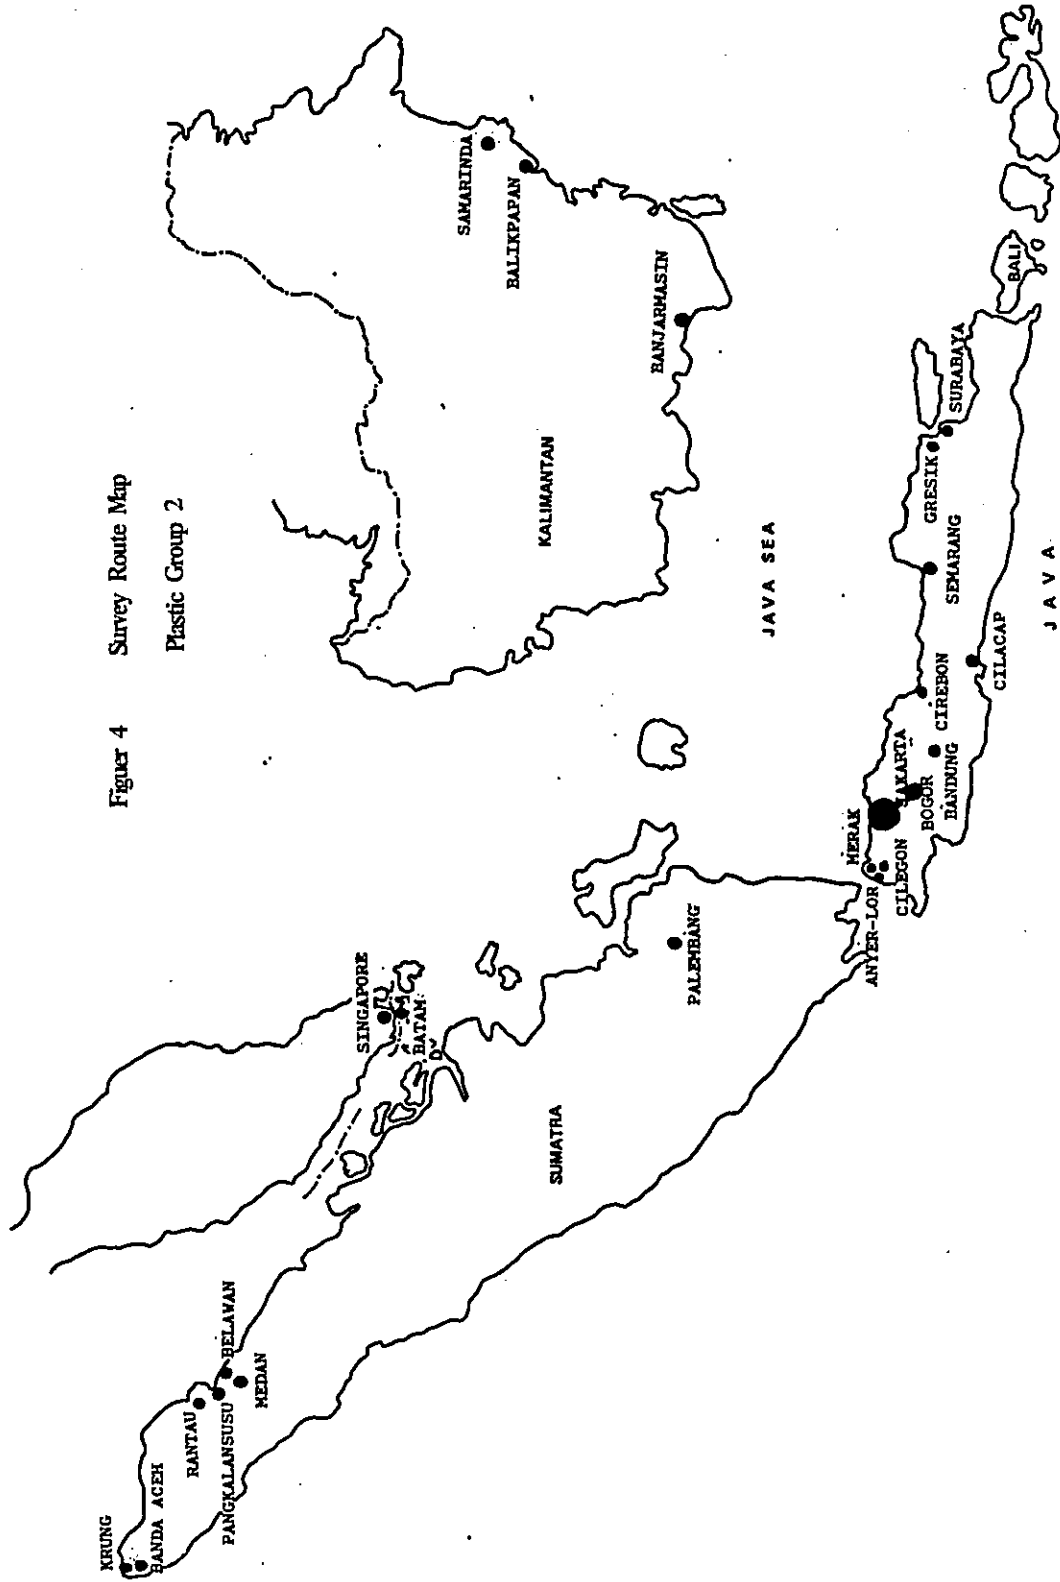 Figuer 4 Survey Route Map
Plastic Group 2
KRUNG
BANDA ACEH
RANTAU
PANGKALANSUSU
BELAWAN
MEDAN
SINGAPORE
BATAM
SUMATRA
PALEMBANG
KALIMANTAN
SAMARINDA
BALIKPAPAN
BANJARMASIN
JAVA SEA
MERAK
ANYER-LOR
CILEGON
JAKARTA
BOGOR
BANDUNG
CIREBON
CILACAP
SEMARANG
GRESIK
SURABAYA
BALI
JAVA